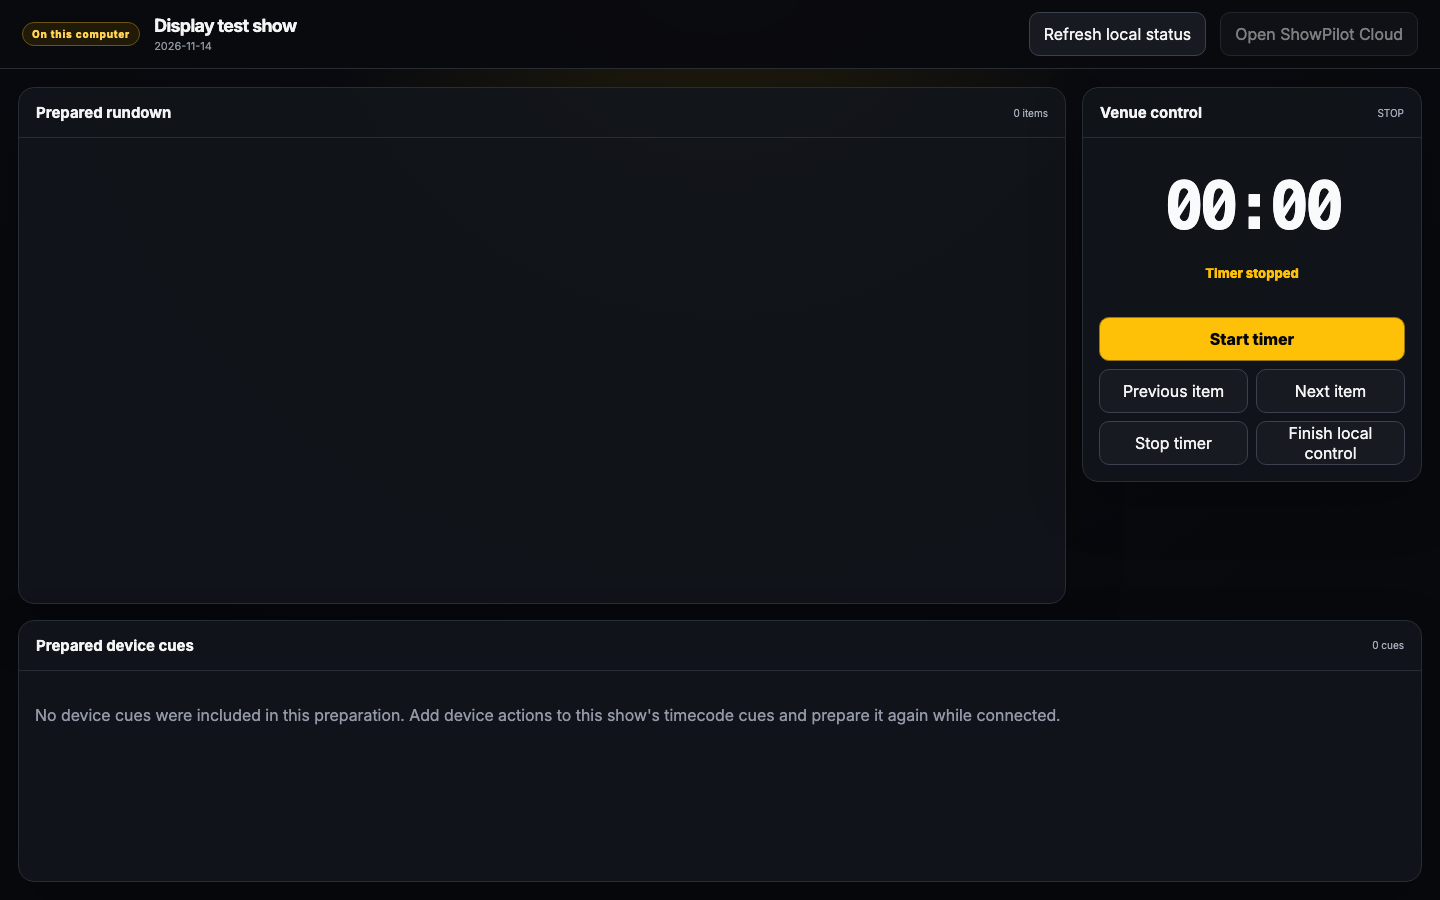 On this computer
Display test show
2026-11-14
Refresh local status
Open ShowPilot Cloud
Prepared rundown
0 items
Venue control
STOP
00:00
Timer stopped
Start timer
Previous item
Next item
Stop timer
Finish local
control
Prepared device cues
0 cues
No device cues were included in this preparation. Add device actions to this show's timecode cues and prepare it again while connected.